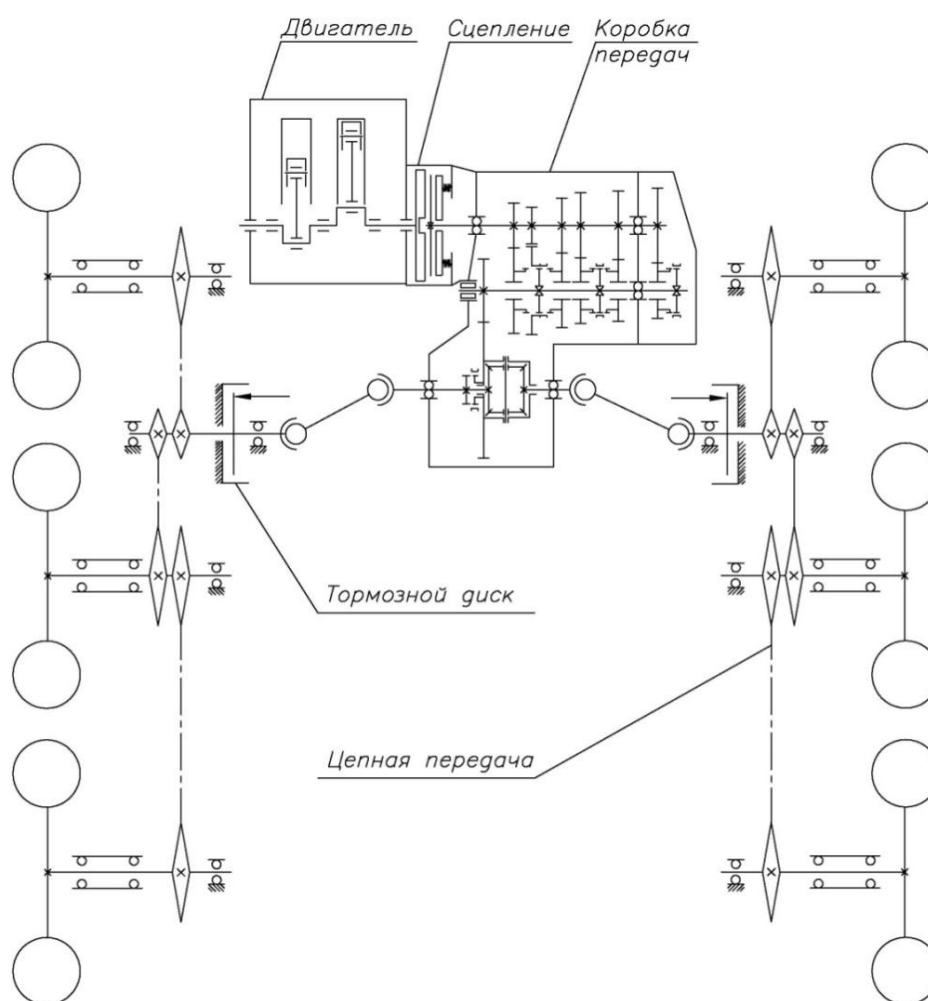 Двигатель
Сцепление
Коробка
передач
Тормозной диск
Цепная передача